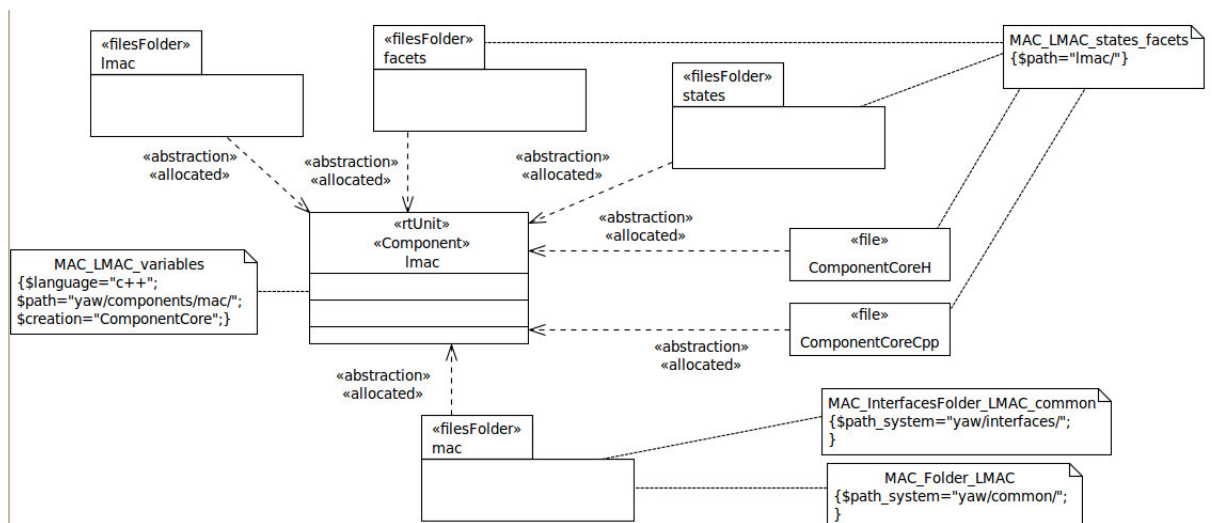 «filesFolder»
lmac
«filesFolder»
facets
«filesFolder»
states
MAC_LMAC_states_facets
{$path="lmac/"}
«abstraction»
«allocated»
«abstraction»
«allocated»
«abstraction»
«allocated»
«rtUnit»
«Component»
lmac
«abstraction»
«allocated»
«file»
ComponentCoreH
MAC_LMAC_variables
{$language="c++";
$path="yaw/components/mac/";
$creation="ComponentCore";}
«file»
ComponentCoreCpp
«abstraction»
«allocated»
«abstraction»
«allocated»
«filesFolder»
mac
MAC_InterfacesFolder_LMAC_common
{$path_system="yaw/interfaces/";
}
MAC_Folder_LMAC
{$path_system="yaw/common/";
}